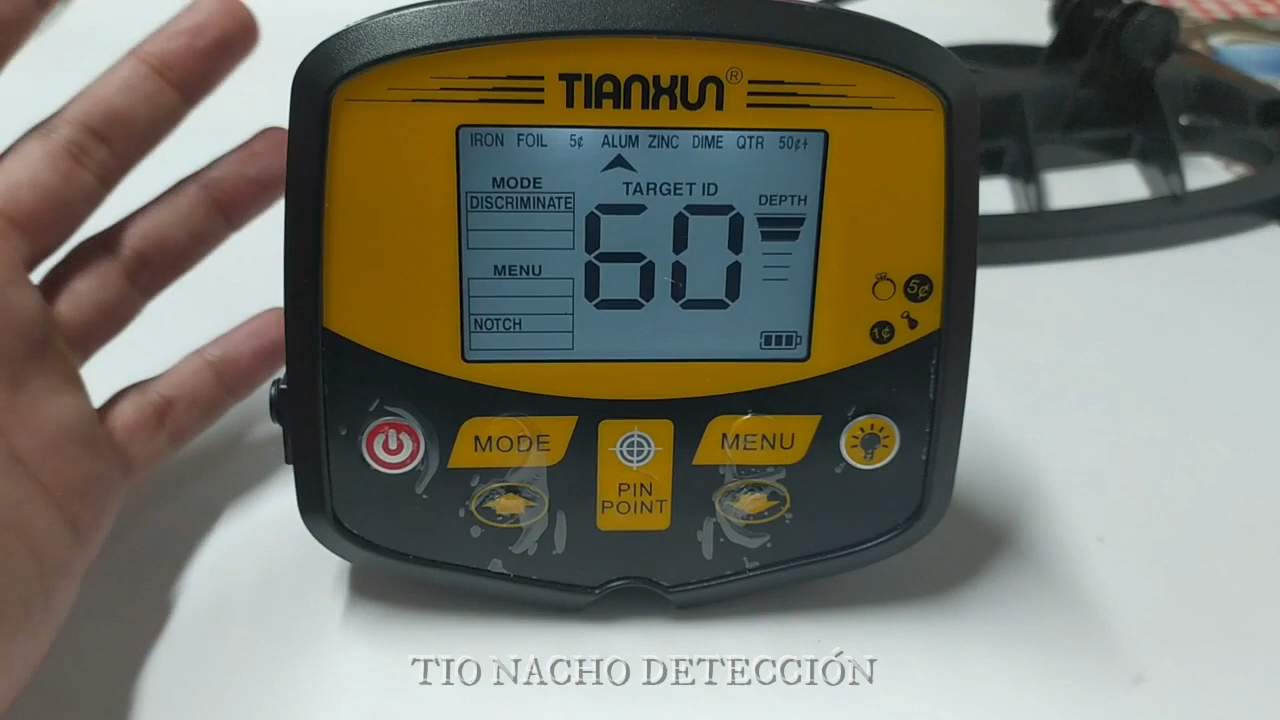 TIANXUN®
IRON FOIL 5¢ ALUM ZINC DIME QTR 50¢+
MODE
DISCRIMINATE
TARGET ID
DEPTH
60
MENU
NOTCH
5¢
1¢
MODE
MENU
PIN
POINT
TIO NACHO DETECCIÓN